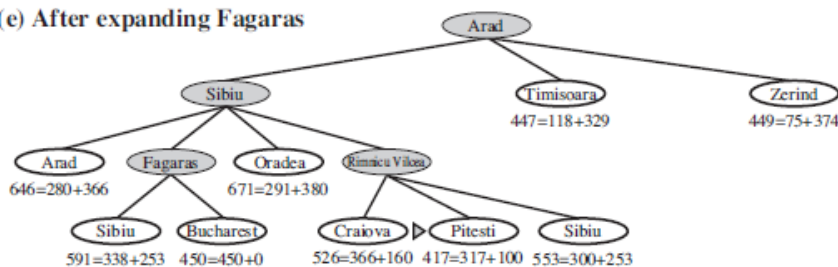 (e) After expanding Fagaras
Arad
Sibiu Timisoara Zerind
447=118+329 449=75+374
Arad Fagaras Oradea Rimnicu Vilcea
646=280+366 671=291+380
Sibiu Bucharest Craiova Pitesti Sibiu
591=338+253 450=450+0 526=366+160 417=317+100 553=300+253